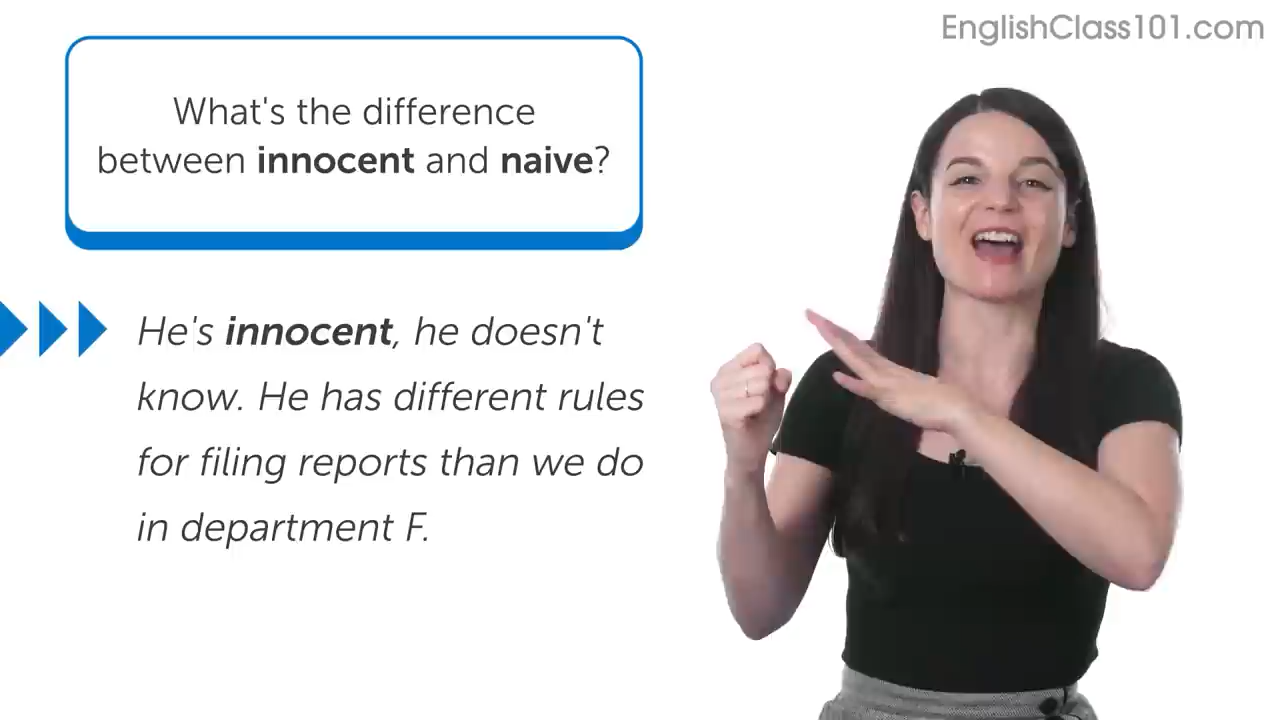 EnglishClass101.com
What's the difference
between innocent and naive?
He's innocent, he doesn't
know. He has different rules
for filing reports than we do
in department F.